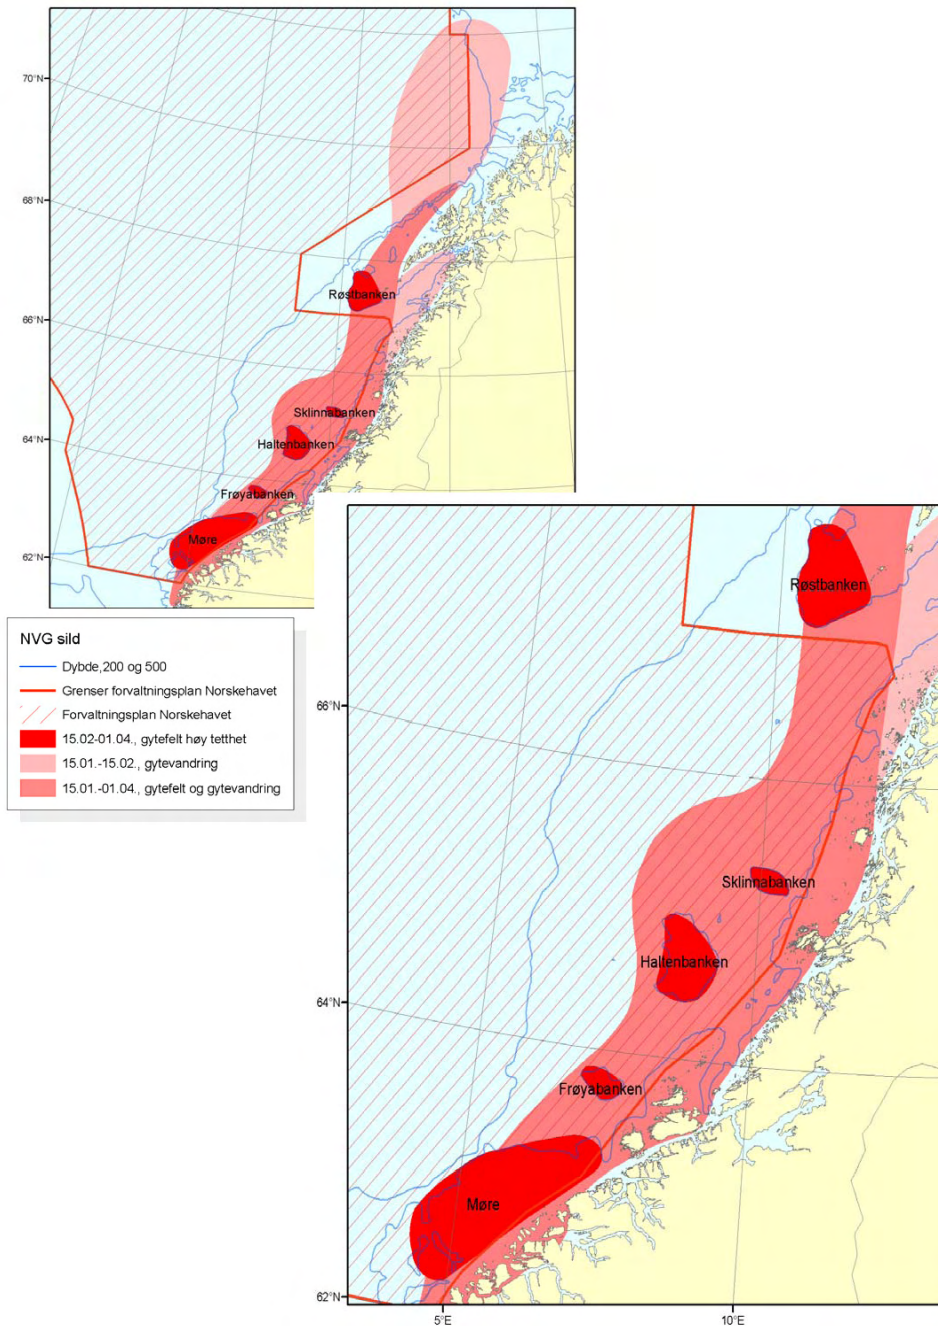 70°N
68°N
66°N
64°N
62°N
Røstbanken
Sklinnabanken
Haltenbanken
Frøyabanken
Møre
NVG sild
Dybde,200 og 500
Grenser forvaltningsplan Norskehavet
Forvaltningsplan Norskehavet
15.02-01.04., gytefelt høy tetthet
15.01.-15.02., gytevandring
15.01.-01.04., gytefelt og gytevandring
Røstbanken
66°N
Sklinnabanken
Haltenbanken
64°N
Frøyabanken
Møre
62°N
5°E
10°E